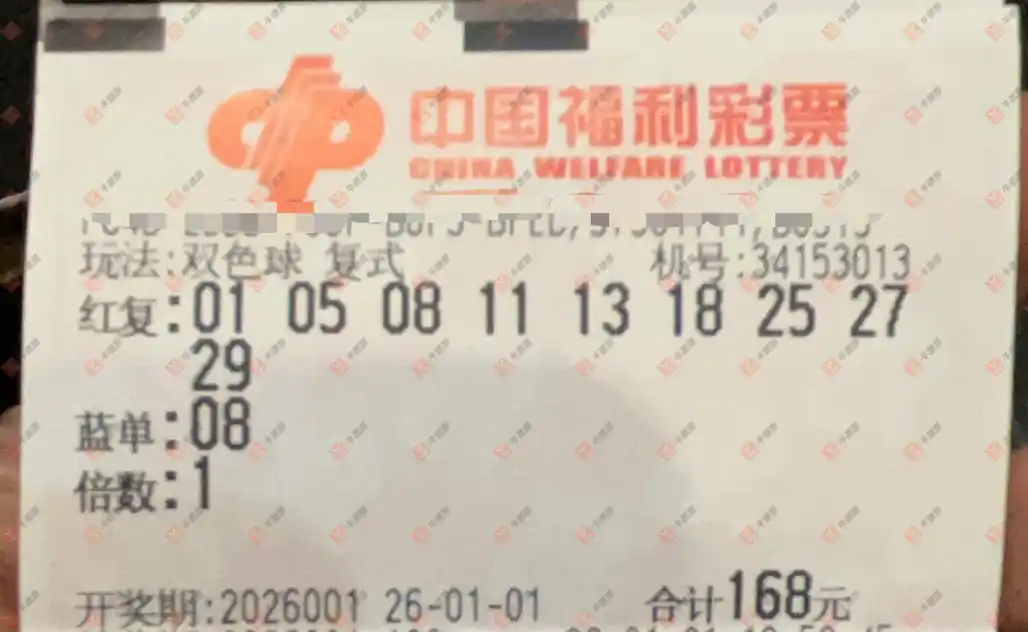 中国福利彩票
CHINA WELFARE LOTTERY
玩法:双色球 复式 机号:34153013
红复:01 05 08 11 13 18 25 27
29
蓝单:08
倍数:1
开奖期:2026001 26-01-01 合计168元